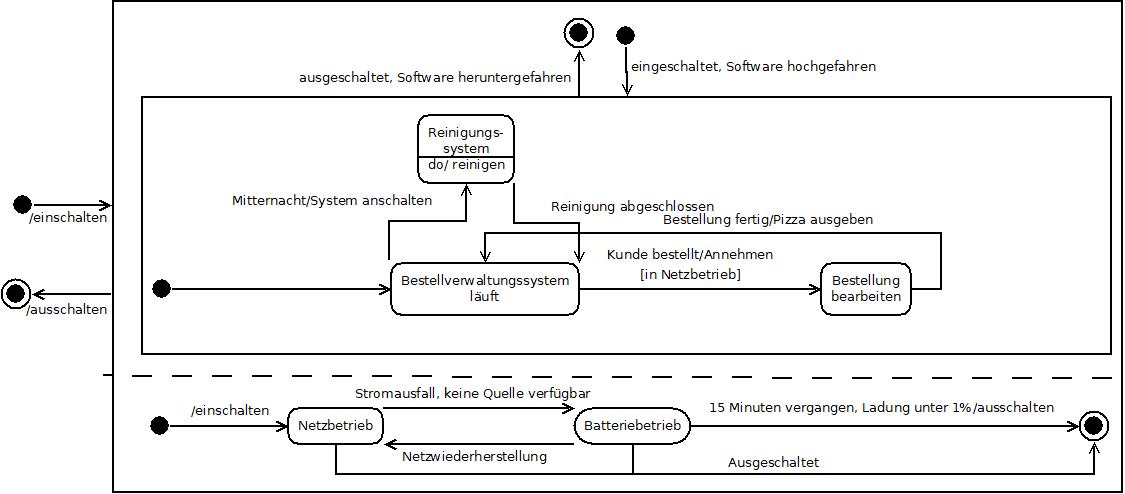 ausgeschaltet, Software heruntergefahren
eingeschaltet, Software hochgefahren
Reinigungs-
system
do/ reinigen
Mitternacht/System anschalten
Reinigung abgeschlossen
Bestellung fertig/Pizza ausgeben
/einschalten
Kunde bestellt/Annehmen
[in Netzbetrieb]
Bestellverwaltungssystem
läuft
Bestellung
bearbeiten
/ausschalten
Stromausfall, keine Quelle verfügbar
/einschalten
15 Minuten vergangen, Ladung unter 1%/ausschalten
Netzbetrieb
Batteriebetrieb
Netzwiederherstellung
Ausgeschaltet